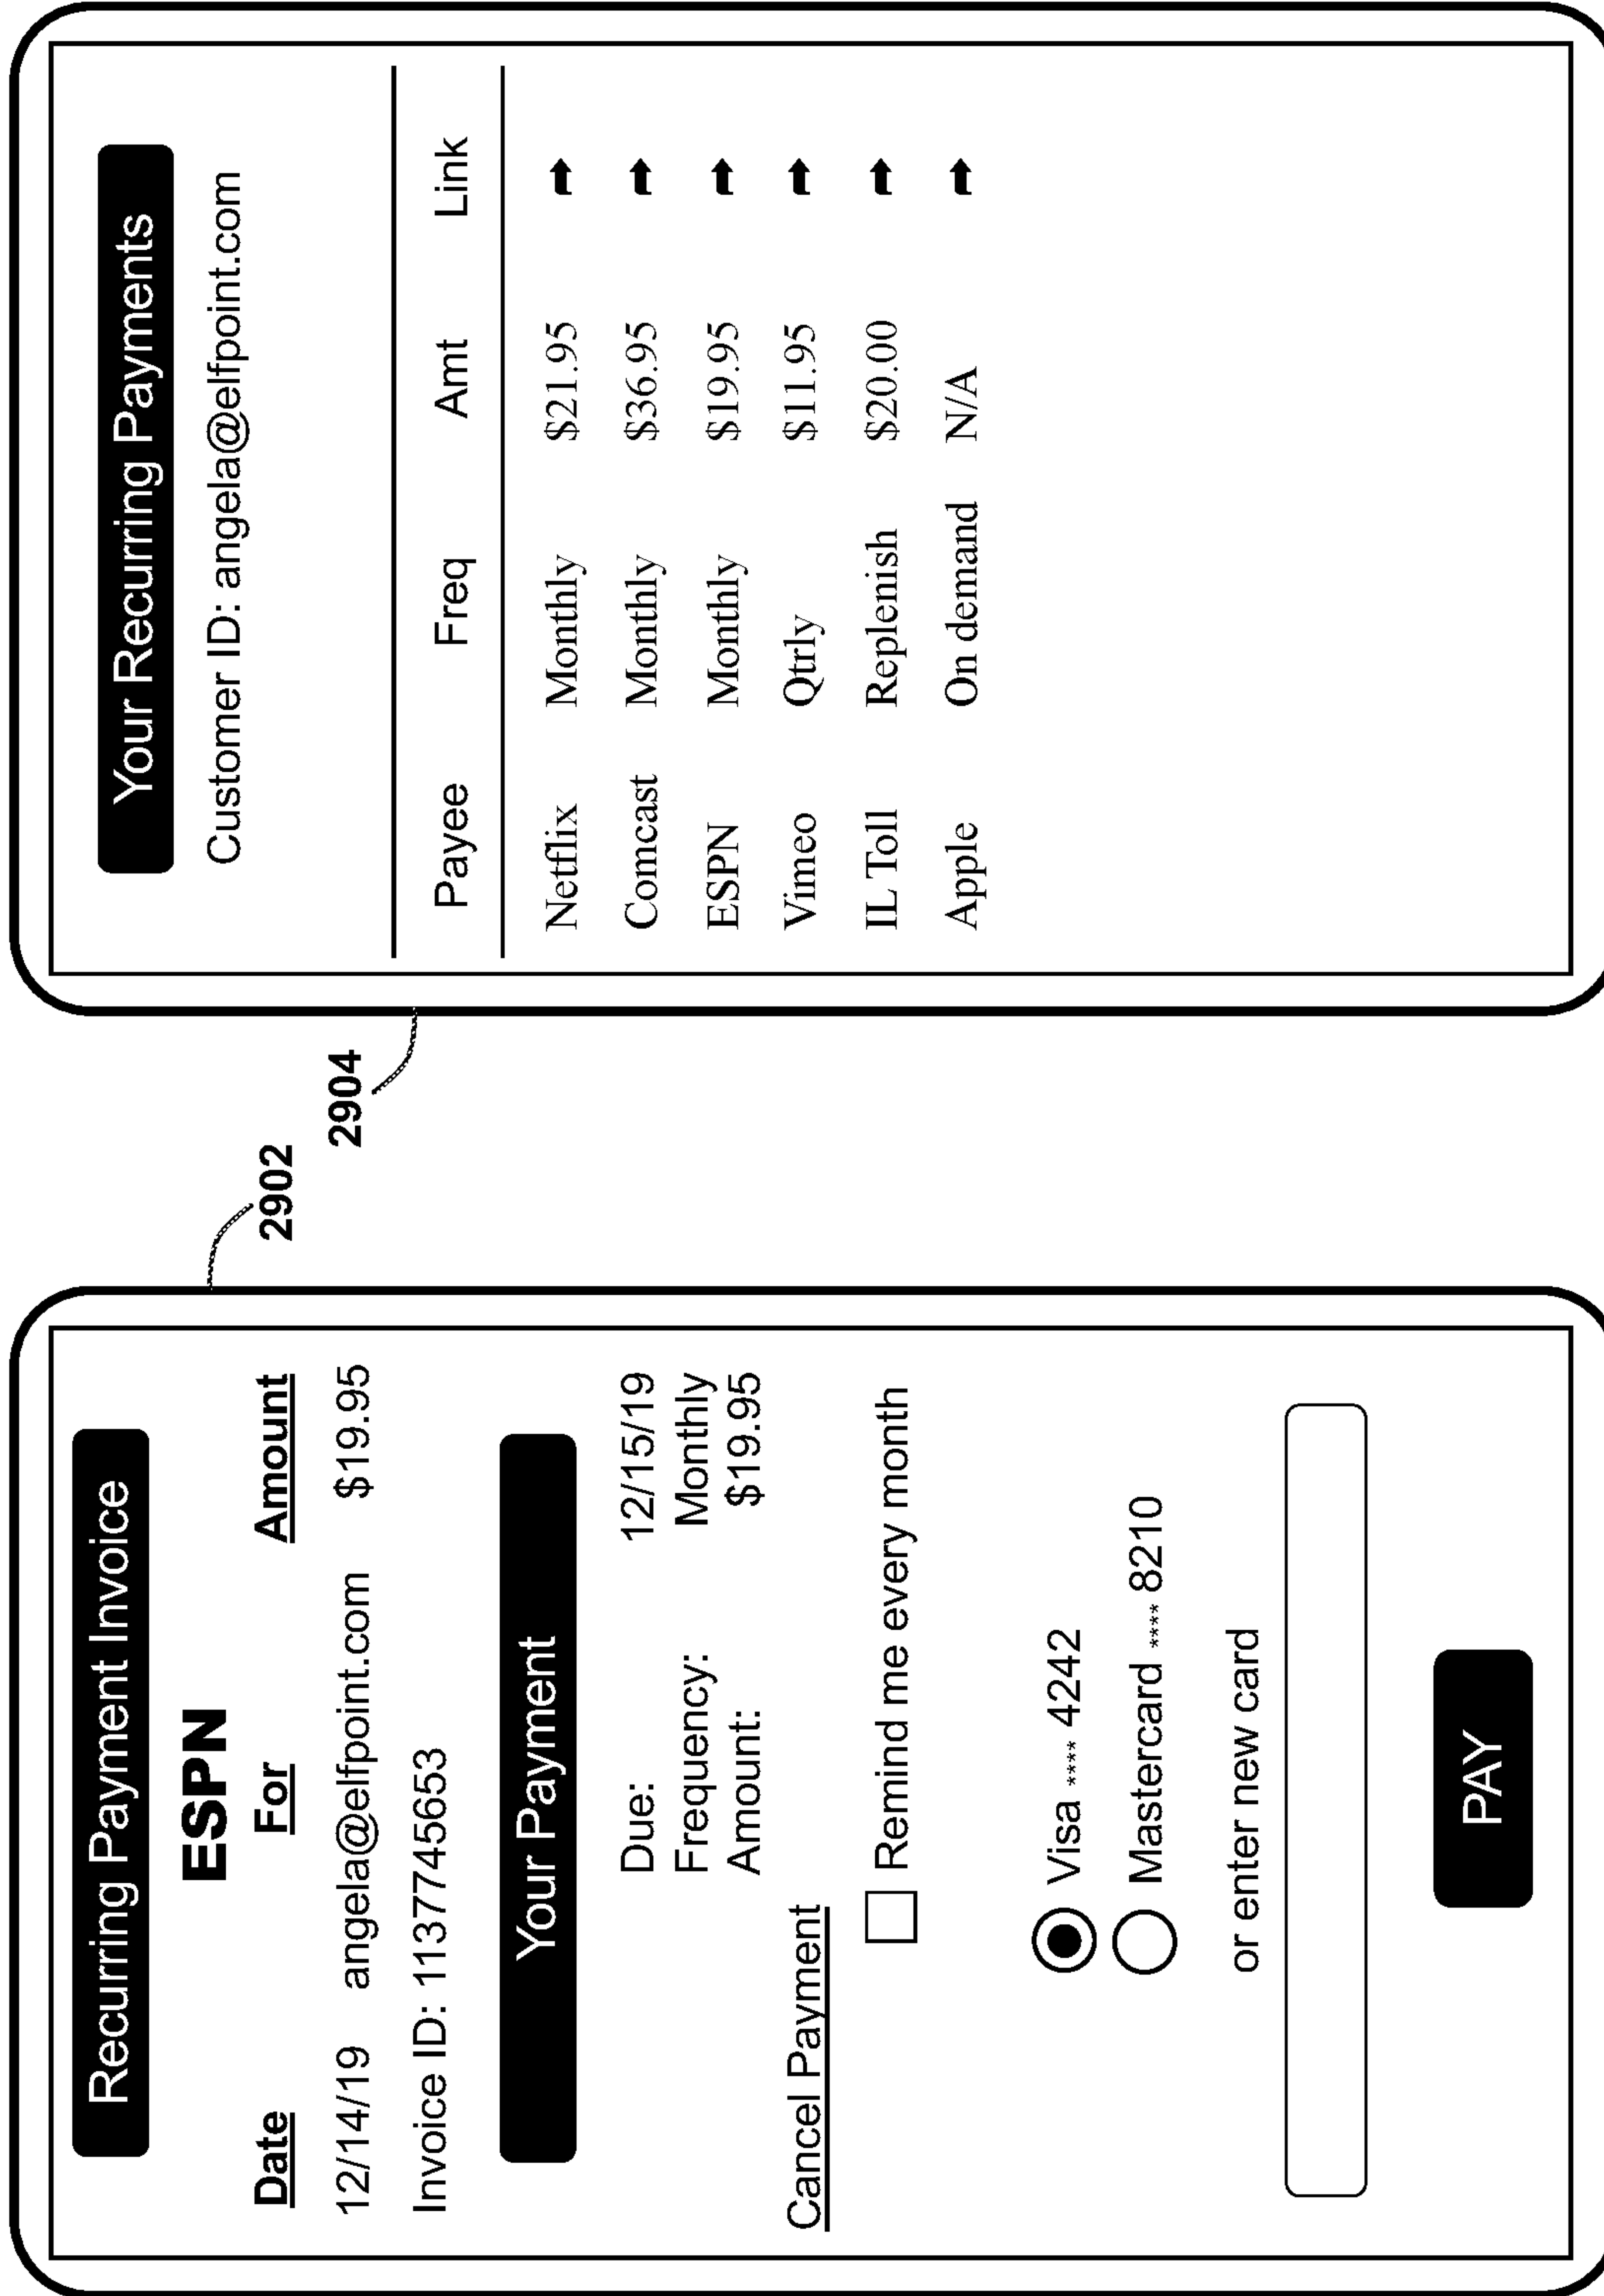 Recurring Payment Invoice
ESPN
Date For Amount
12/14/19 angela@elfpoint.com $19.95
Invoice ID: 1137745653
Your Payment
Due: 12/15/19
Frequency: Monthly
Amount: $19.95
Cancel Payment
Remind me every month
Visa **** 4242
Mastercard **** 8210
or enter new card
PAY
2902
2904
Your Recurring Payments
Customer ID: angela@elfpoint.com
Payee Freq Amt Link
Netflix Monthly $21.95
Comcast Monthly $36.95
ESPN Monthly $19.95
Vimeo Qtrly $11.95
IL Toll Replenish $20.00
Apple On demand N/A